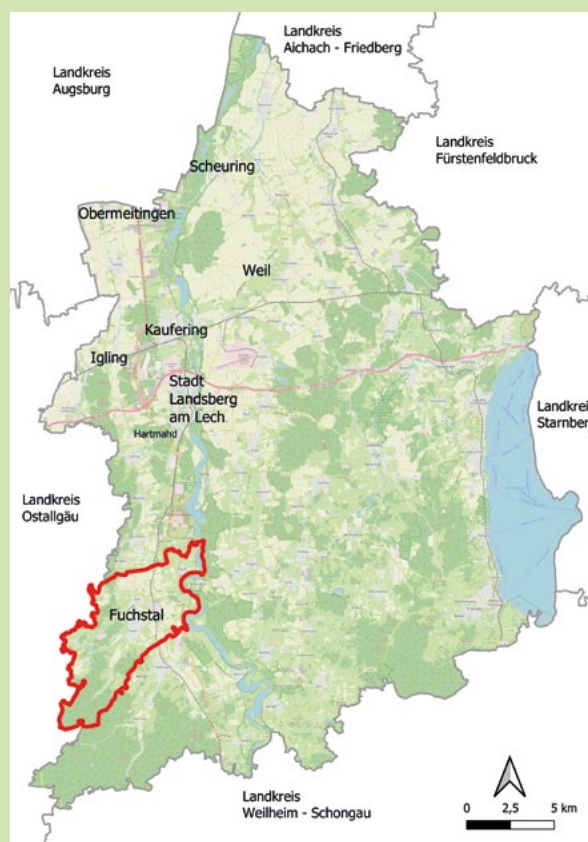 Landkreis
Aichach - Friedberg
Landkreis
Augsburg
Landkreis
Fürstenfeldbruck
Scheuring
Obermeitingen
Weil
Kaufering
Igling
Stadt
Landsberg
am Lech
Hartmahd
Landkrei
Starnber
Landkreis
Ostallgäu
Fuchstal
Landkreis
Weilheim - Schongau
0 2,5 5 km